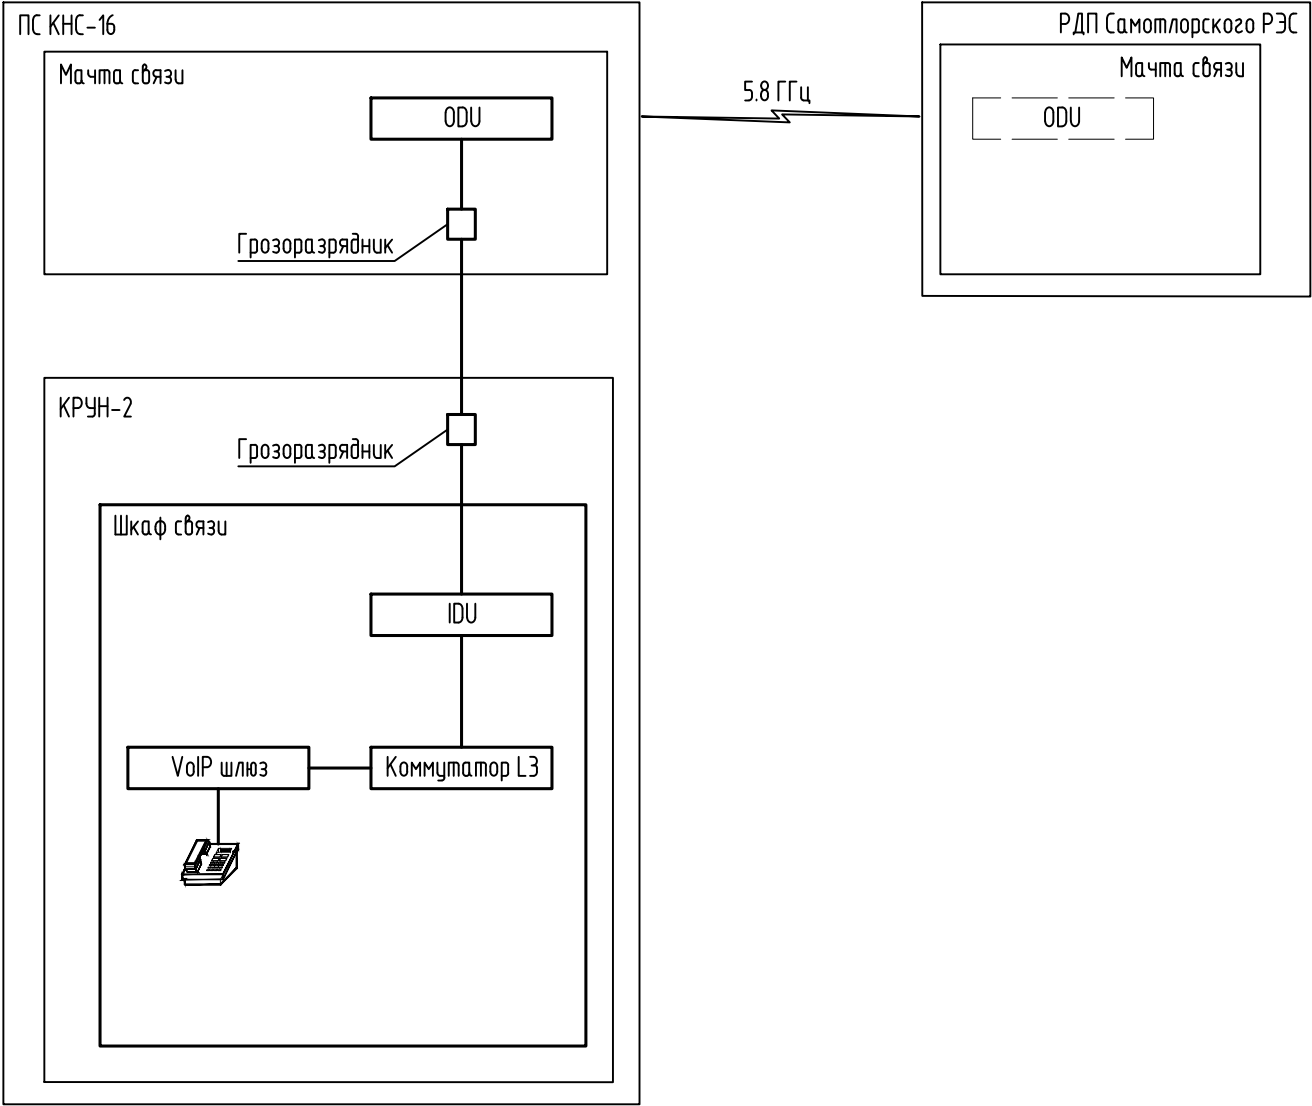 ПС КНС-16
РДП Самотлорского РЭС
Мачта связи
ODU
5.8 ГГц
Мачта связи
ODU
Грозоразрядник
КРУН-2
Грозоразрядник
Шкаф связи
IDU
VoIP шлюз
Коммутатор L3